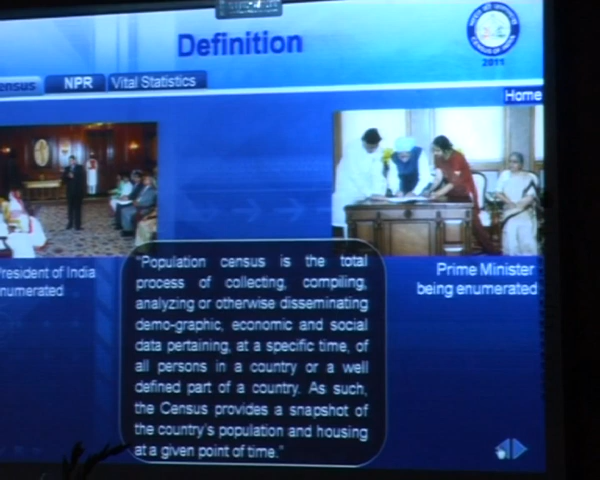 Definition
2011
ensus NPR Vital Statistics
Home
President of India
numerated
Prime Minister
being enumerated
"Population census is the total
process of collecting, compiling,
analyzing or otherwise disseminating
demo-graphic, economic and social
data pertaining, at a specific time, of
all persons in a country or a well
defined part of a country. As such,
the Census provides a snapshot of
the country's population and housing
at a given point of time."